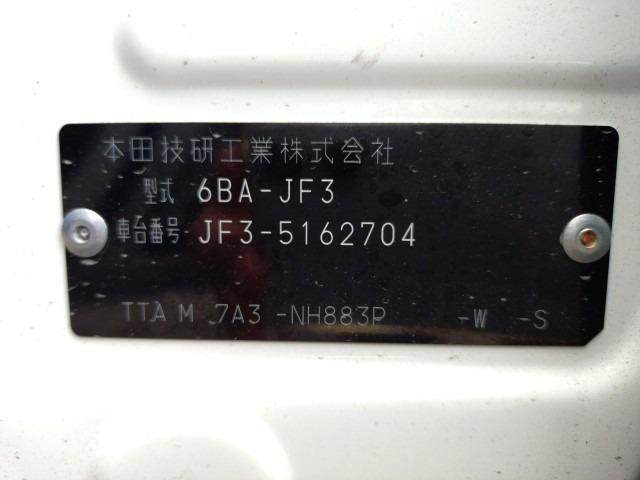 本田技研工業株式会社
型式 6BA-JF3
車台番号 JF3-5162704
TTA M 7A3 -NH883P -W -S